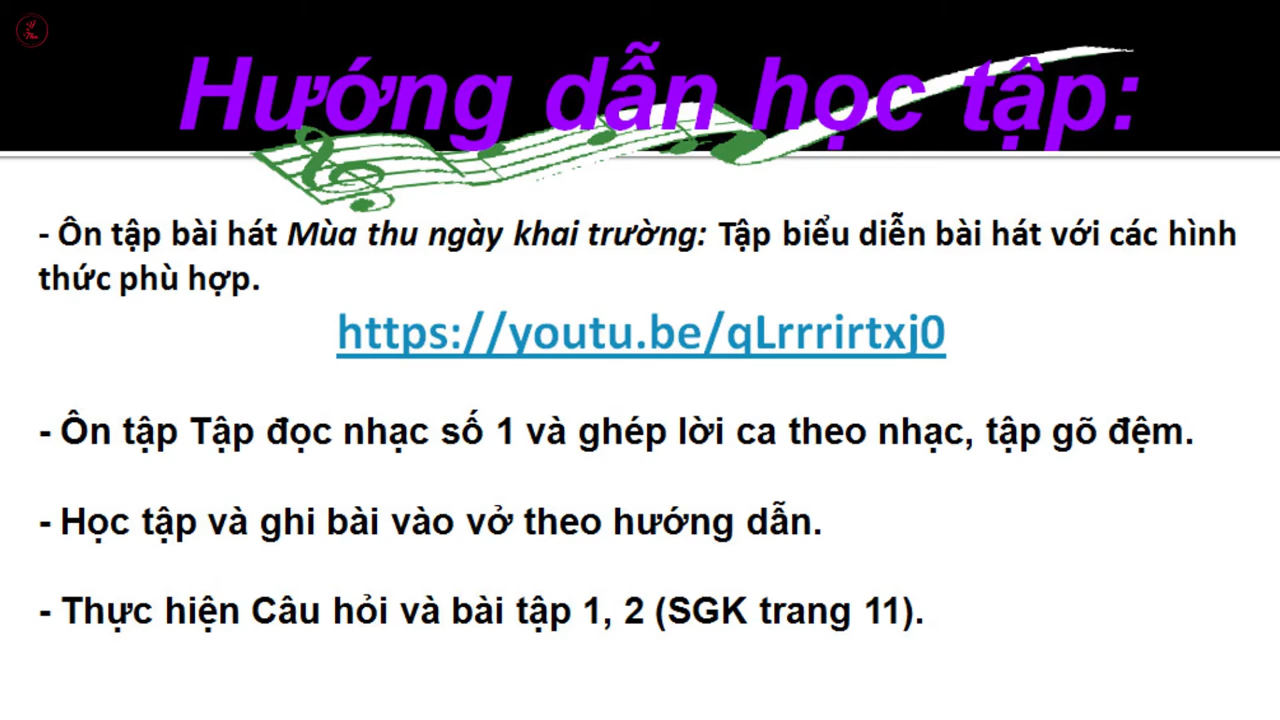 Hướng dẫn học tập:
- Ôn tập bài hát Mùa thu ngày khai trường: Tập biểu diễn bài hát với các hình
thức phù hợp.
https://youtu.be/qLrrrirtxj0
- Ôn tập Tập đọc nhạc số 1 và ghép lời ca theo nhạc, tập gõ đệm.
- Học tập và ghi bài vào vở theo hướng dẫn.
- Thực hiện Câu hỏi và bài tập 1, 2 (SGK trang 11).